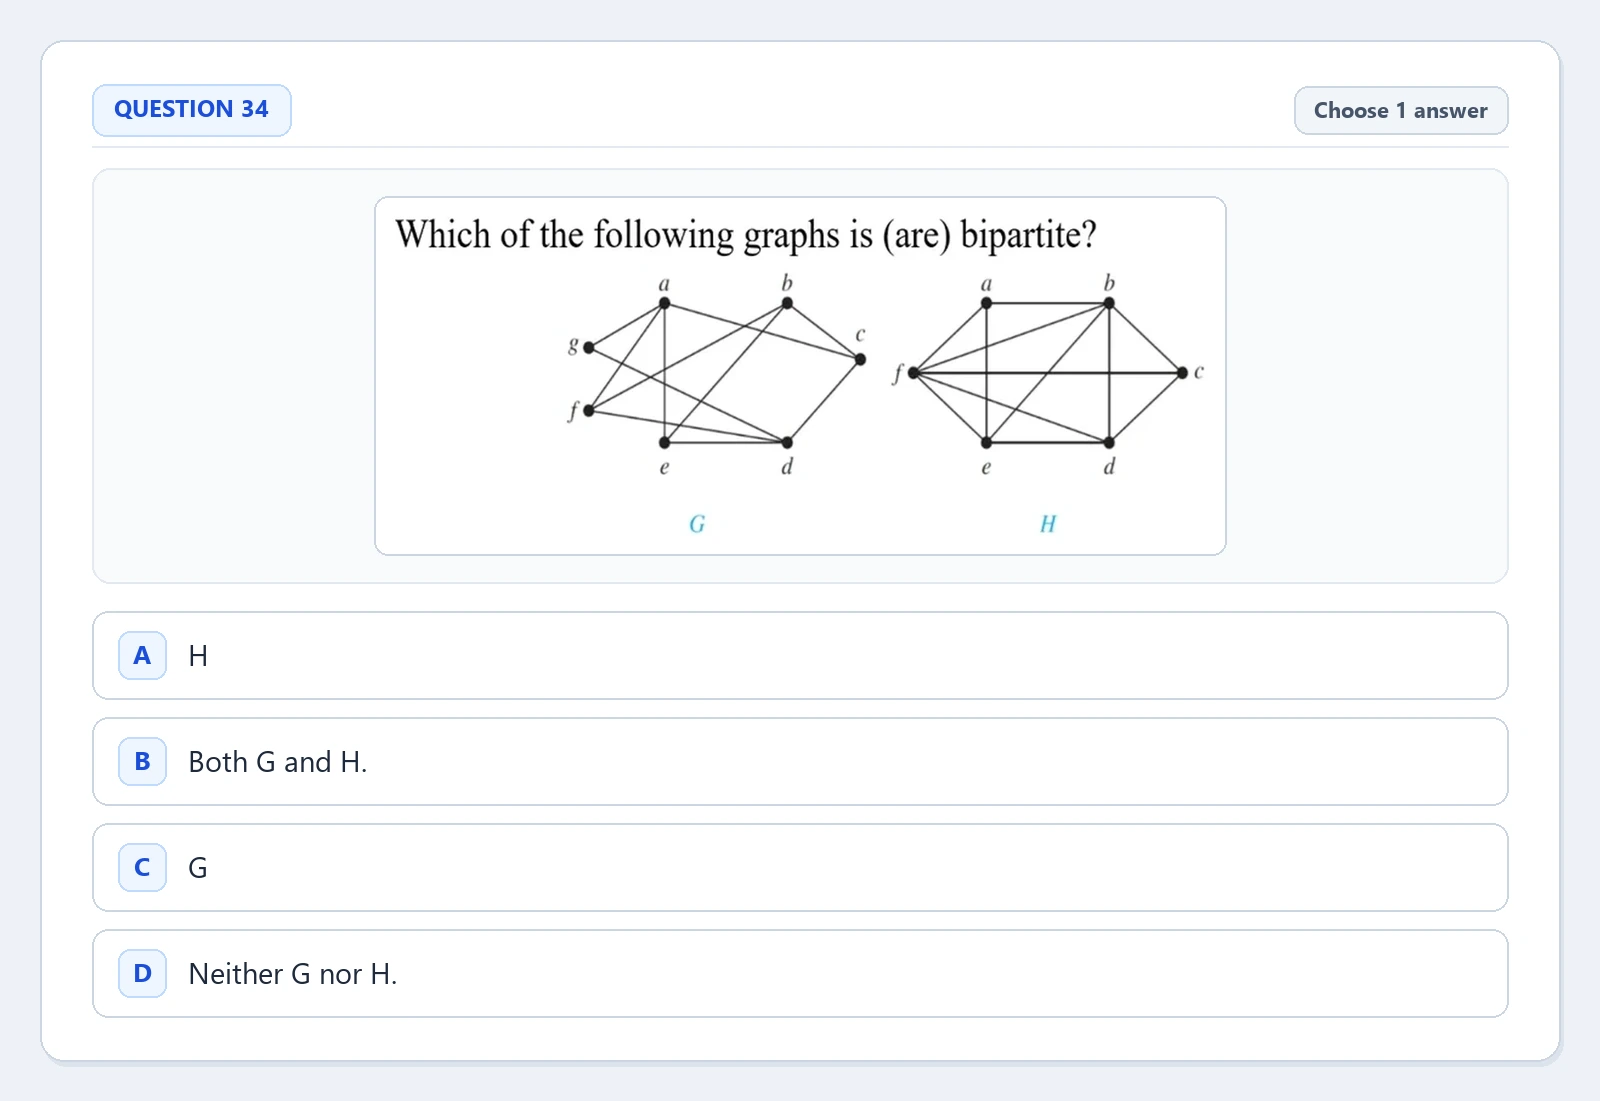 QUESTION 34
Choose 1 answer
Which of the following graphs is (are) bipartite?
a b a b
g c
f f c
e d e d
G H
A H
B Both G and H.
C G
D Neither G nor H.